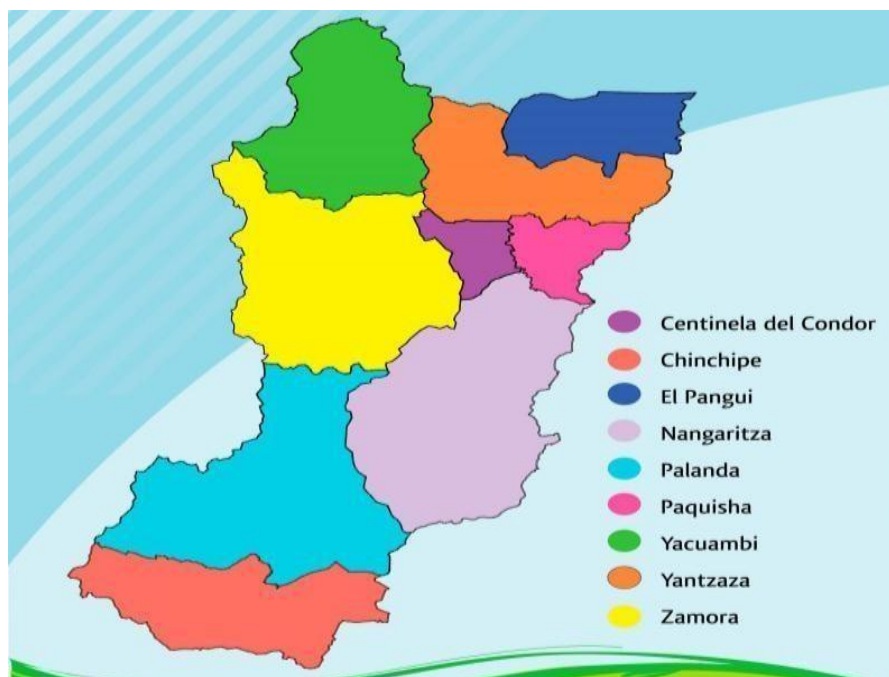 Centinela del Condor
Chinchipe
El Pangui
Nangaritza
Palanda
Paquisha
Yacuambi
Yantzaza
Zamora